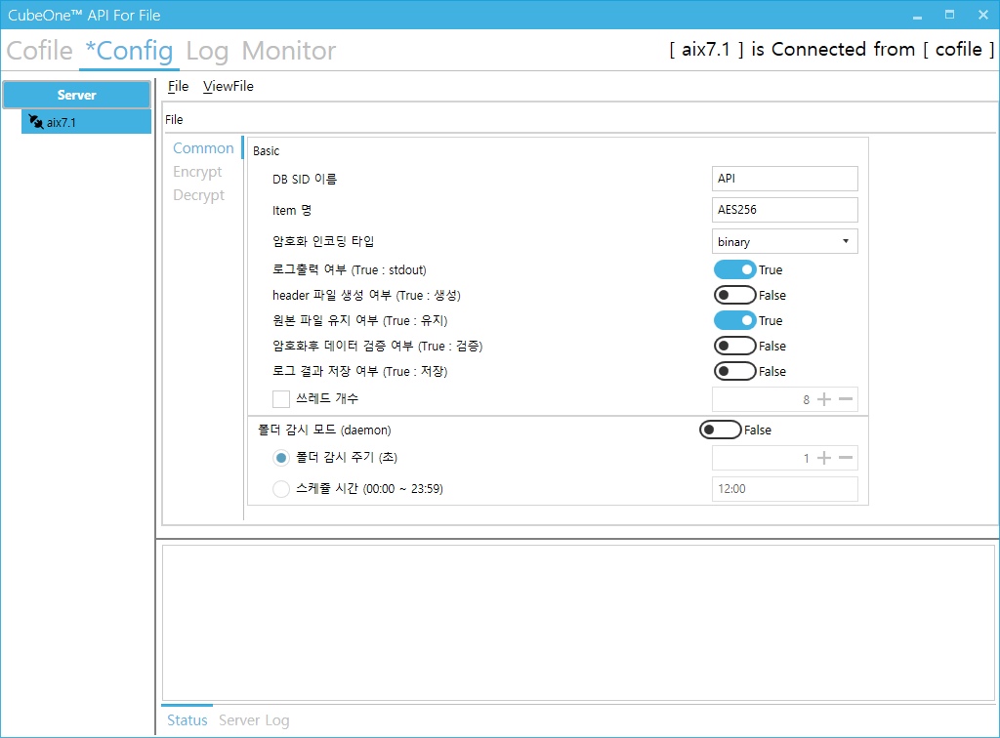 CubeOne™ API For File
Cofile *Config Log Monitor
[ aix7.1 ] is Connected from [ cofile ]
Server
aix7.1
File ViewFile
File
Common
Encrypt
Decrypt
Basic
DB SID 이름 API
Item 명 AES256
암호화 인코딩 타입 binary
로그출력 여부 (True : stdout) True
header 파일 생성 여부 (True : 생성) False
원본 파일 유지 여부 (True : 유지) True
암호화후 데이터 검증 여부 (True : 검증) False
로그 결과 저장 여부 (True : 저장) False
쓰레드 개수 8
폴더 감시 모드 (daemon) False
폴더 감시 주기 (초) 1
스케쥴 시간 (00:00 ~ 23:59) 12:00
Status Server Log